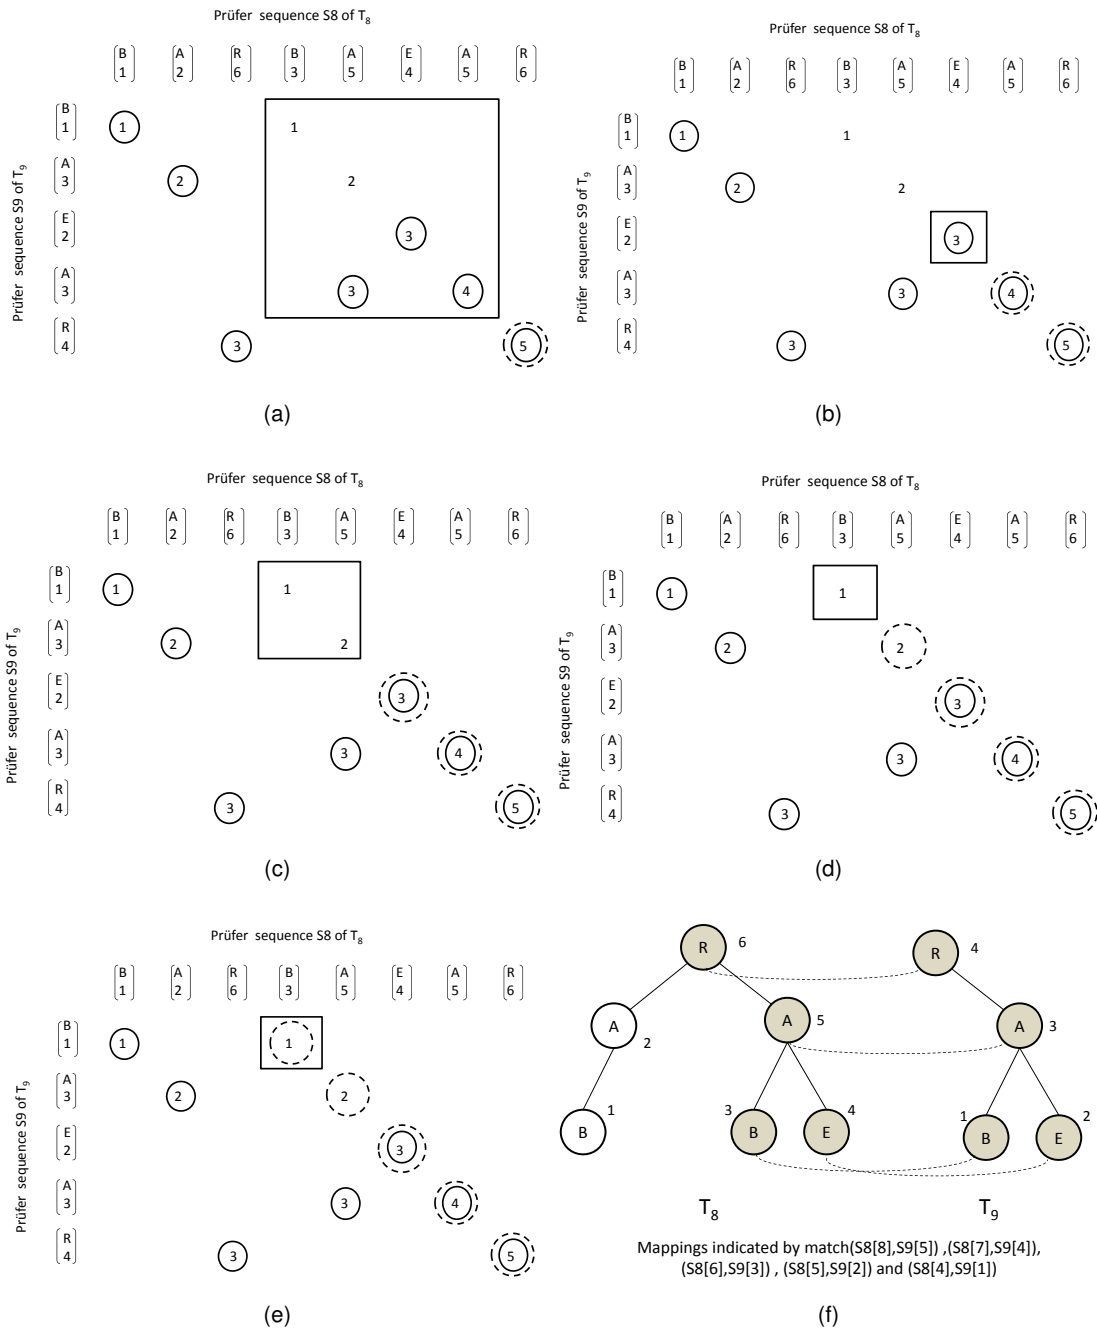 Prüfer sequence S8 of T8
B A R B A E A R
1 2 6 3 5 4 5 6
Prüfer sequence S9 of T9
B
1 1 1
A
3 2 2
E
2 3
A
3 3 4
R
4 3 5
(a)
Prüfer sequence S8 of T8
B A R B A E A R
1 2 6 3 5 4 5 6
Prüfer sequence S9 of T9
B
1 1 1
A
3 2 2
E
2 3
A
3 3 4
R
4 3 5
(b)
Prüfer sequence S8 of T8
B A R B A E A R
1 2 6 3 5 4 5 6
Prüfer sequence S9 of T9
B
1 1 1
A
3 2 2
E
2 3
A
3 3 4
R
4 3 5
(c)
Prüfer sequence S8 of T8
B A R B A E A R
1 2 6 3 5 4 5 6
Prüfer sequence S9 of T9
B
1 1 1
A
3 2 2
E
2 3
A
3 3 4
R
4 3 5
(d)
Prüfer sequence S8 of T8
B A R B A E A R
1 2 6 3 5 4 5 6
Prüfer sequence S9 of T9
B
1 1 1
A
3 2 2
E
2 3
A
3 3 4
R
4 3 5
(e)
R 6 R 4
A 2 A 5 A 3
B 1 3 B E 4 1 B E 2
T8 T9
Mappings indicated by match(S8[8],S9[5]) ,(S8[7],S9[4]),
(S8[6],S9[3]) , (S8[5],S9[2]) and (S8[4],S9[1])
(f)